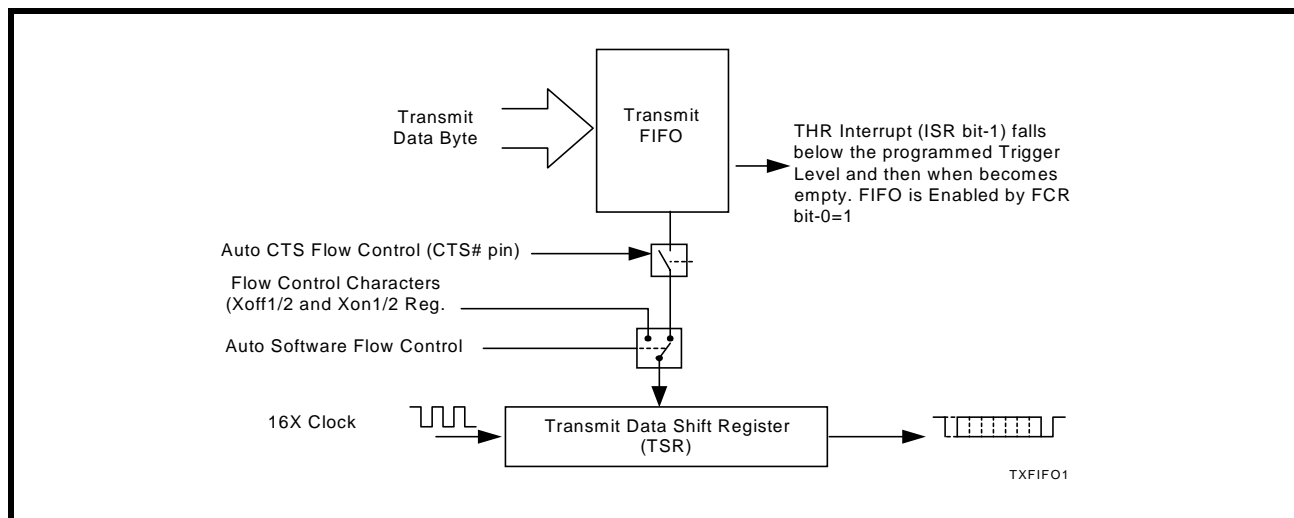 Transmit
Data Byte
Transmit
FIFO
THR Interrupt (ISR bit-1) falls
below the programmed Trigger
Level and then when becomes
empty. FIFO is Enabled by FCR
bit-0=1
Auto CTS Flow Control (CTS# pin)
Flow Control Characters
(Xoff1/2 and Xon1/2 Reg.
Auto Software Flow Control
16X Clock
Transmit Data Shift Register
(TSR)
TXFIFO1